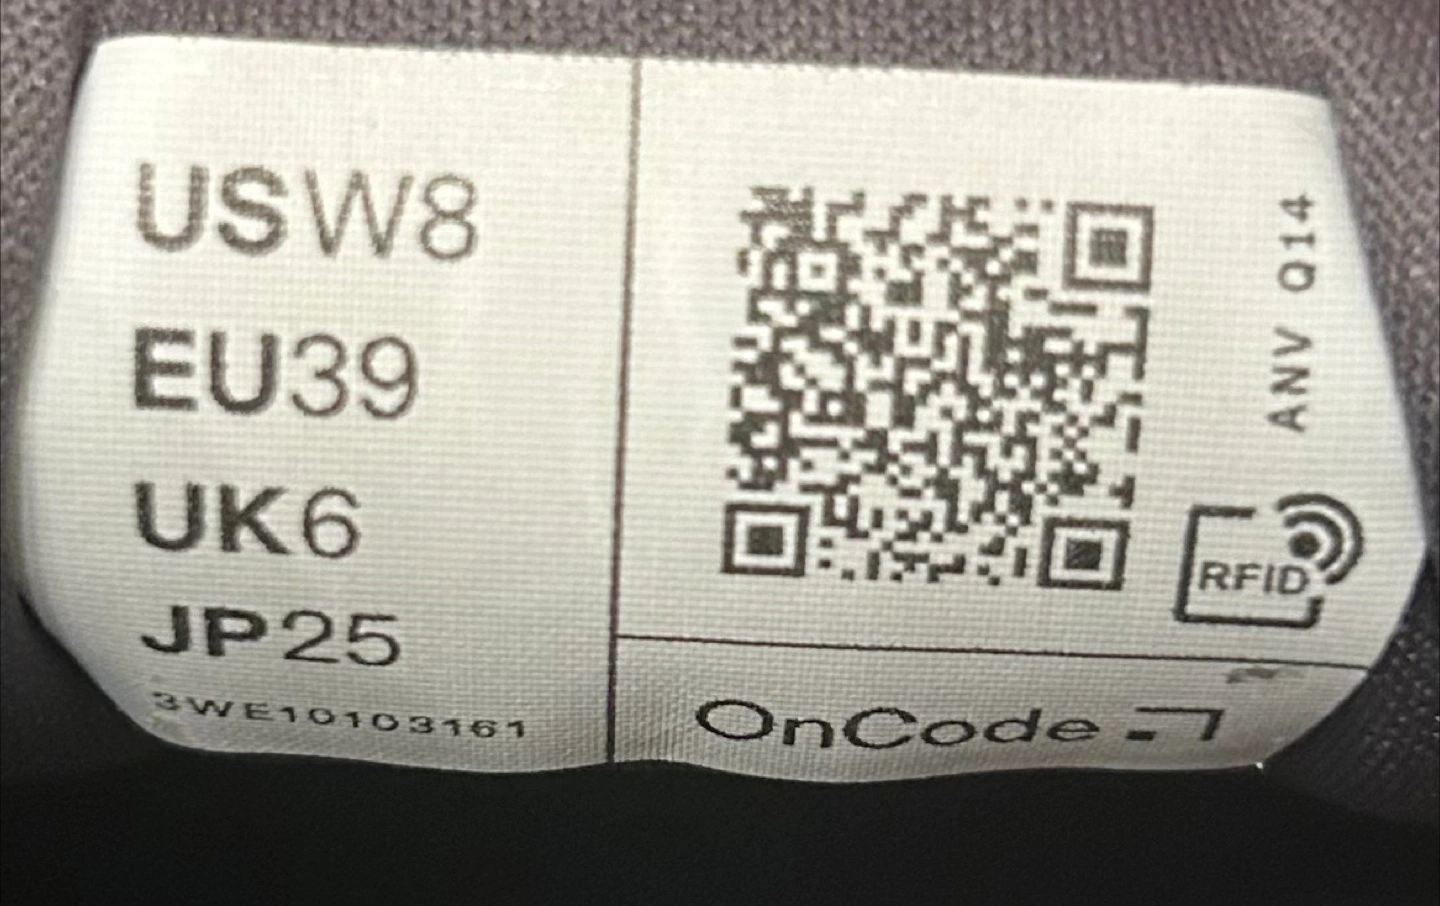 USW8
EU39
UK6
JP25
3WE10103161
ANV Q14
RFID
OnCode